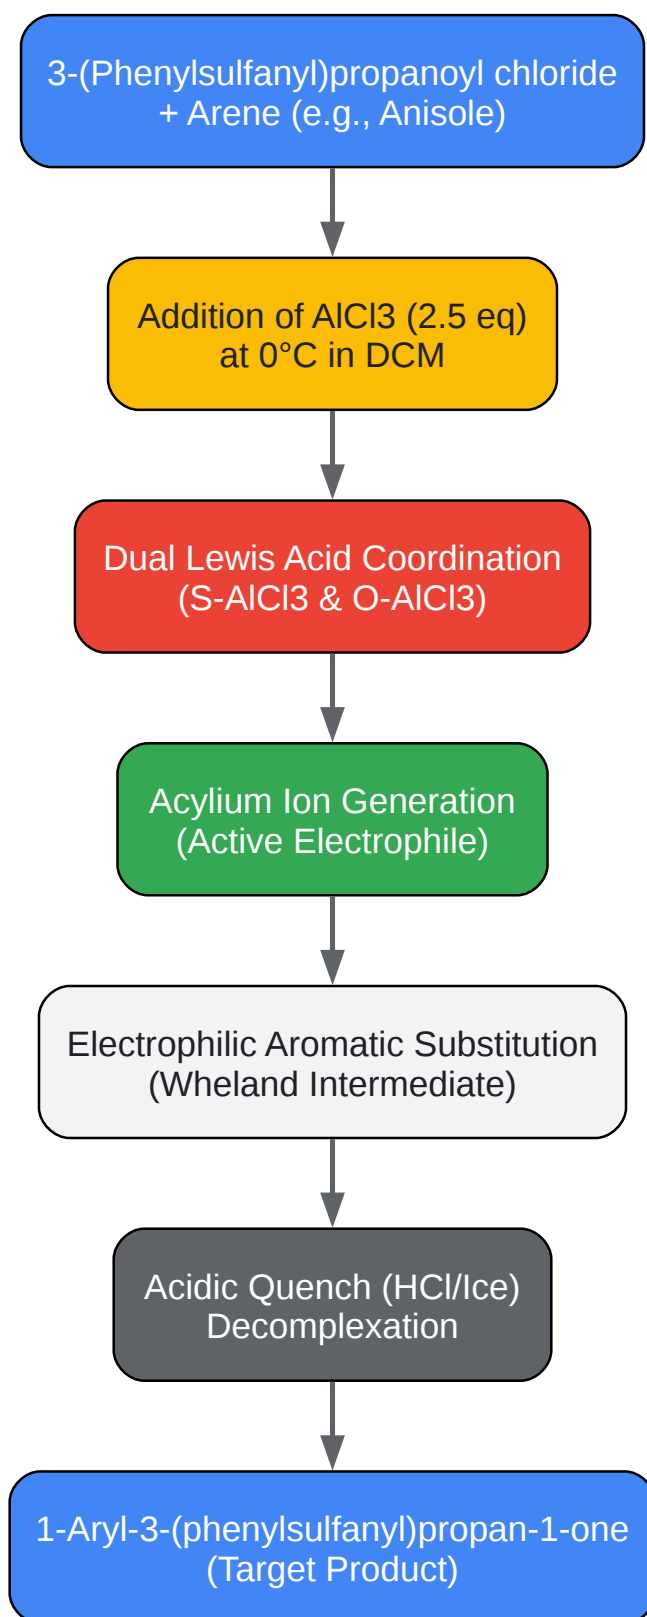 3-(Phenylsulfanyl)propanoyl chloride
+ Arene (e.g., Anisole)
Addition of AlCl3 (2.5 eq)
at 0°C in DCM
Dual Lewis Acid Coordination
(S-AlCl3 & O-AlCl3)
Acylium Ion Generation
(Active Electrophile)
Electrophilic Aromatic Substitution
(Wheland Intermediate)
Acidic Quench (HCl/Ice)
Decomplexation
1-Aryl-3-(phenylsulfanyl)propan-1-one
(Target Product)